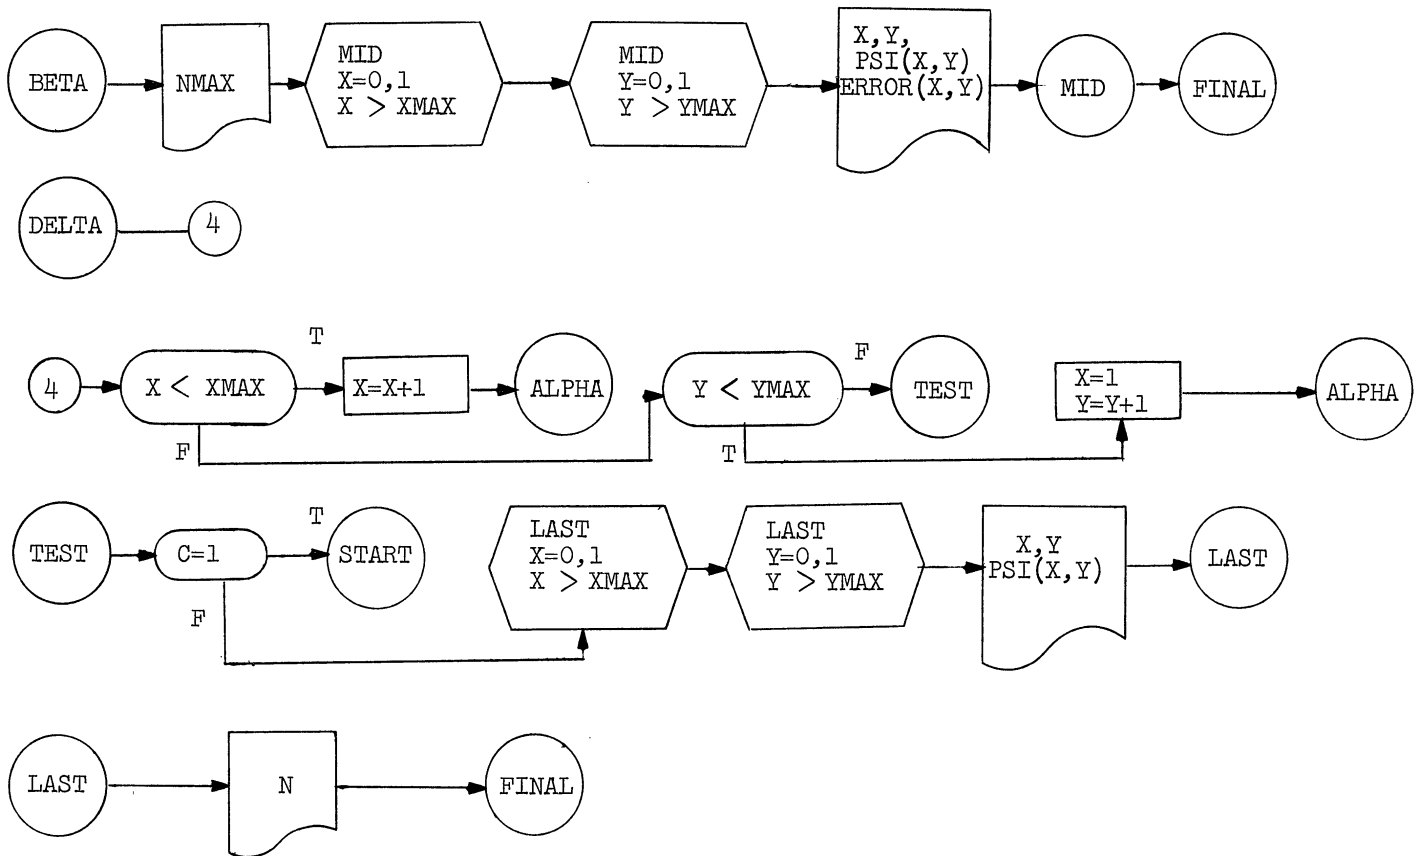 BETA
NMAX
MID
X=0,1
X > XMAX
MID
Y=0,1
Y > YMAX
X,Y,
PSI(X,Y)
ERROR(X,Y)
MID
FINAL
DELTA
4
4
X < XMAX
T
F
X=X+1
ALPHA
Y < YMAX
F
T
TEST
X=1
Y=Y+1
ALPHA
TEST
C=1
T
F
START
LAST
X=0,1
X > XMAX
LAST
Y=0,1
Y > YMAX
X,Y
PSI(X,Y)
LAST
LAST
N
FINAL